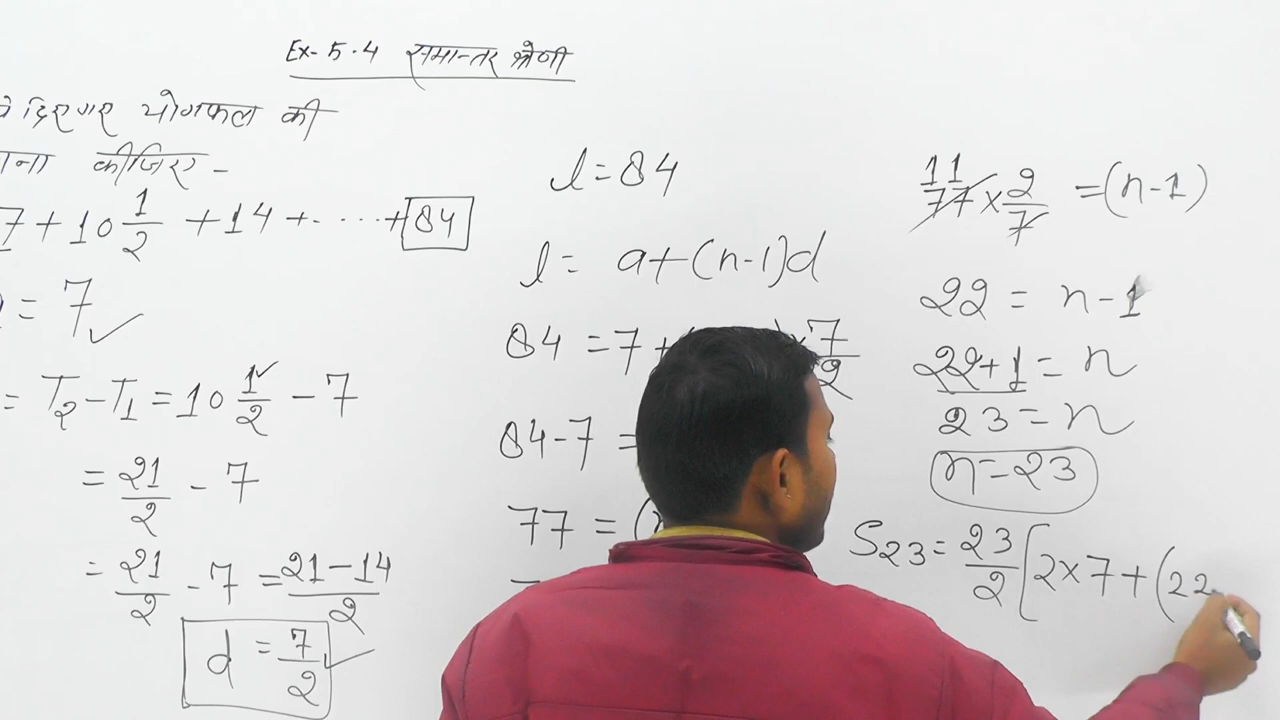 Ex- 5.4 समान्तर श्रेणी
दिए गए योगफल की
कीजिए -
7 + 10 1/2 + 14 + ..... + 84
= 7 ✓
= T2 - T1 = 10 1/2 - 7
= 21/2 - 7
= 21/2 - 7 = 21-14/2
d = 7/2
l = 84
l = a+(n-1)d
84 = 7 + × 7/2
84-7 =
77 = (
11
77 × 2/7 = (n-1)
22 = n-1
22+1 = n
23 = n
n = 23
S23 = 23/2 [2×7+(22